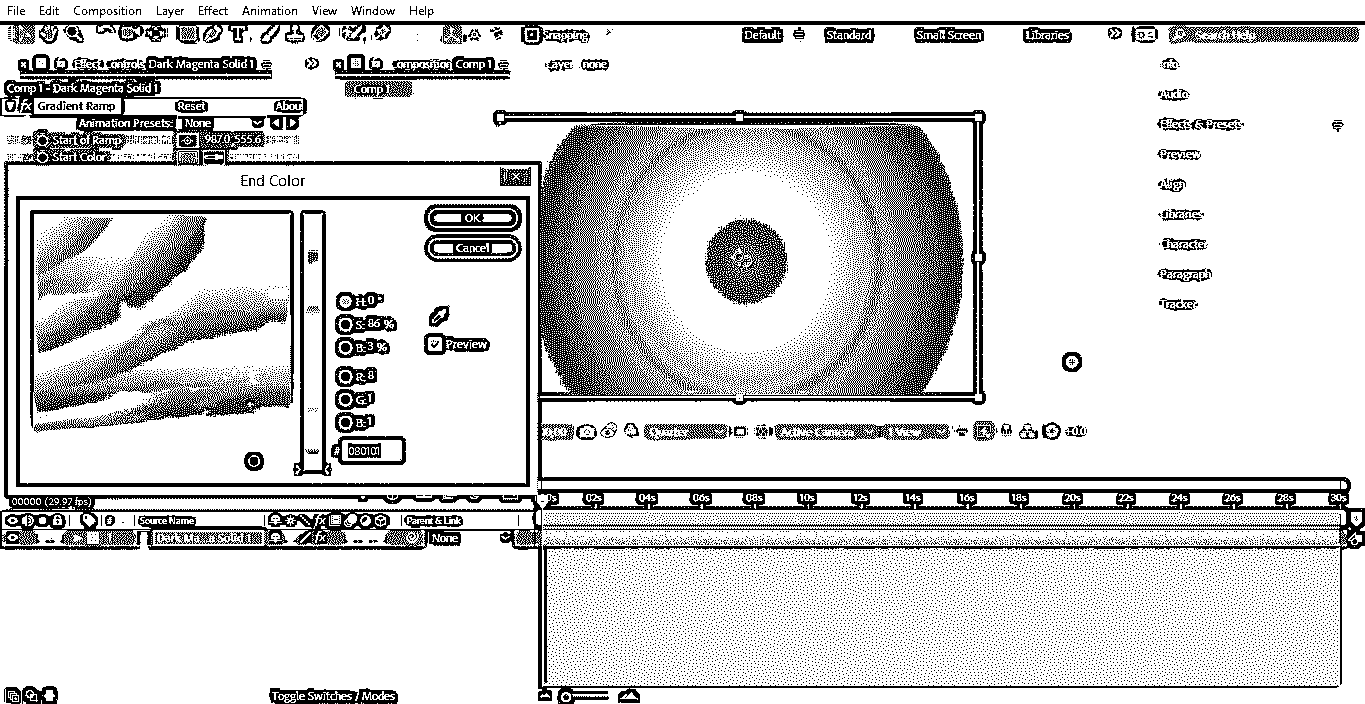 File Edit Composition Layer Effect Animation View Window Help
Snapping Default Standard Small Screen Libraries Search Help
Effect Controls Dark Magenta Solid 1 Composition Comp 1 Layer none
Comp 1 - Dark Magenta Solid 1 Comp 1
fx Gradient Ramp Reset Abou
Animation Presets: None
Start of Ramp 987.0, 555.6
Start Color
Info
Audio
Effects & Presets
Preview
Align
Libraries
Character
Paragraph
Tracker
End Color
OK
Cancel
H: 0 °
S: 86 %
B: 3 %
Preview
R: 8
G: 1
B: 1
# 080101
Quarter Active Camera 1 View +0.0
00000 (29.97 fps)
0s 02s 04s 06s 08s 10s 12s 14s 16s 18s 20s 22s 24s 26s 28s 30s
# Source Name fx Parent & Link
Dark Magenta Solid 1 fx None
Toggle Switches / Modes